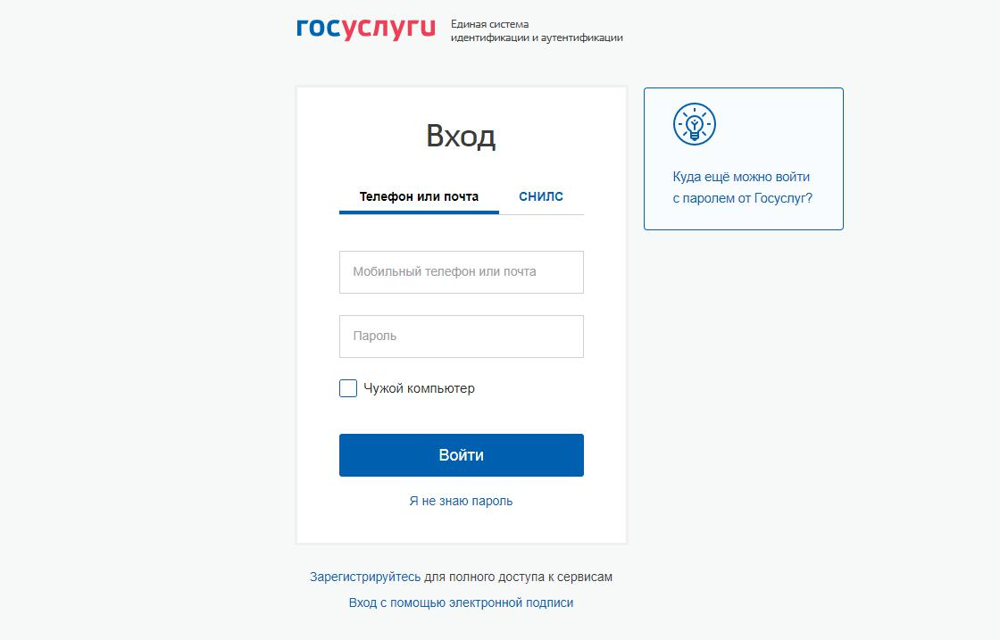 госуслуги
Единая система
идентификации и аутентификации
Вход
Телефон или почта
СНИЛС
Мобильный телефон или почта
Пароль
Чужой компьютер
Войти
Я не знаю пароль
Куда ещё можно войти
с паролем от Госуслуг?
Зарегистрируйтесь для полного доступа к сервисам
Вход с помощью электронной подписи